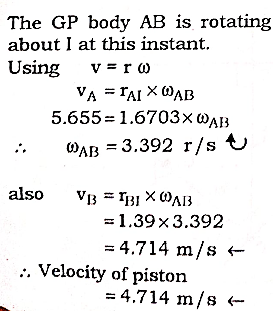 The GP body AB is rotating
about I at this instant.
Using v = r ω
v_A = r_AI × ω_AB
5.655 = 1.6703 × ω_AB
∴ ω_AB = 3.392 r/s ↻
also v_B = r_BI × ω_AB
= 1.39 × 3.392
= 4.714 m/s ←
∴ Velocity of piston
= 4.714 m/s ←